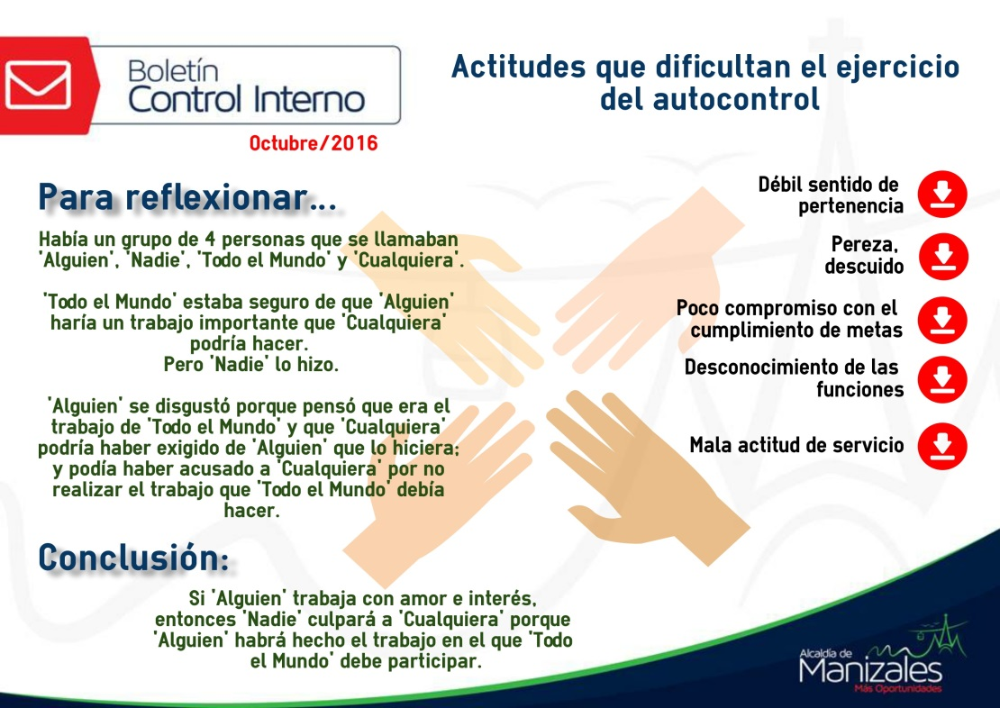 Boletín
Control Interno
Octubre/2016
Actitudes que dificultan el ejercicio
del autocontrol
Para reflexionar...
Había un grupo de 4 personas que se llamaban
'Alguien', 'Nadie', 'Todo el Mundo' y 'Cualquiera'.
'Todo el Mundo' estaba seguro de que 'Alguien'
haría un trabajo importante que 'Cualquiera'
podría hacer.
Pero 'Nadie' lo hizo.
'Alguien' se disgustó porque pensó que era el
trabajo de 'Todo el Mundo' y que 'Cualquiera'
podría haber exigido de 'Alguien' que lo hiciera;
y podía haber acusado a 'Cualquiera' por no
realizar el trabajo que 'Todo el Mundo' debía
hacer.
Conclusión:
Si 'Alguien' trabaja con amor e interés,
entonces 'Nadie' culpará a 'Cualquiera' porque
'Alguien' habrá hecho el trabajo en el que 'Todo
el Mundo' debe participar.
Débil sentido de
pertenencia
Pereza,
descuido
Poco compromiso con el
cumplimiento de metas
Desconocimiento de las
funciones
Mala actitud de servicio
Alcaldía de
Manizales
Más Oportunidades